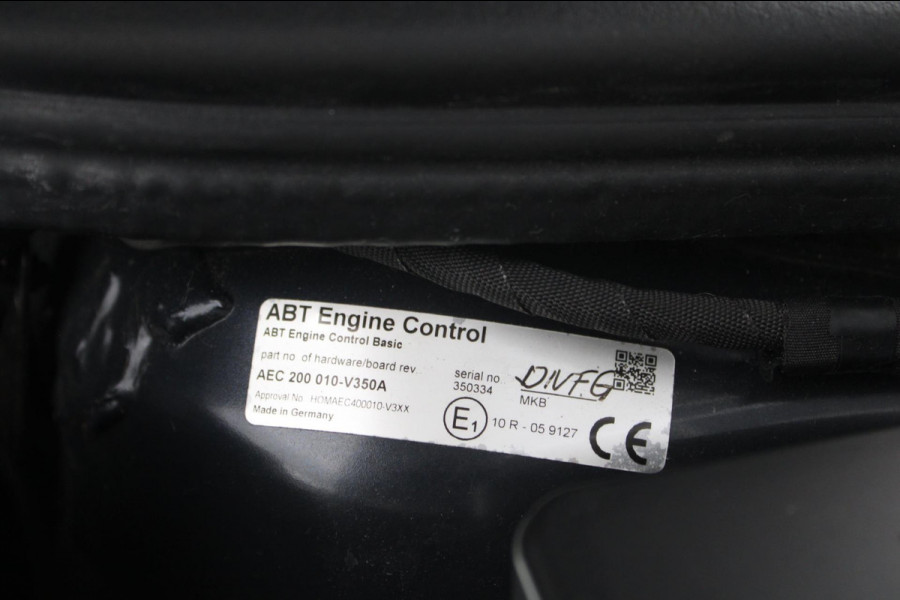 ABT Engine Control
ABT Engine Control Basic
part no of hardware/board rev.
AEC 200 010-V350A
serial no
350334
DNFG
MKB
Approval No HOMAEC400010-V3XX
Made in Germany
E1
10 R - 05 9127
CE